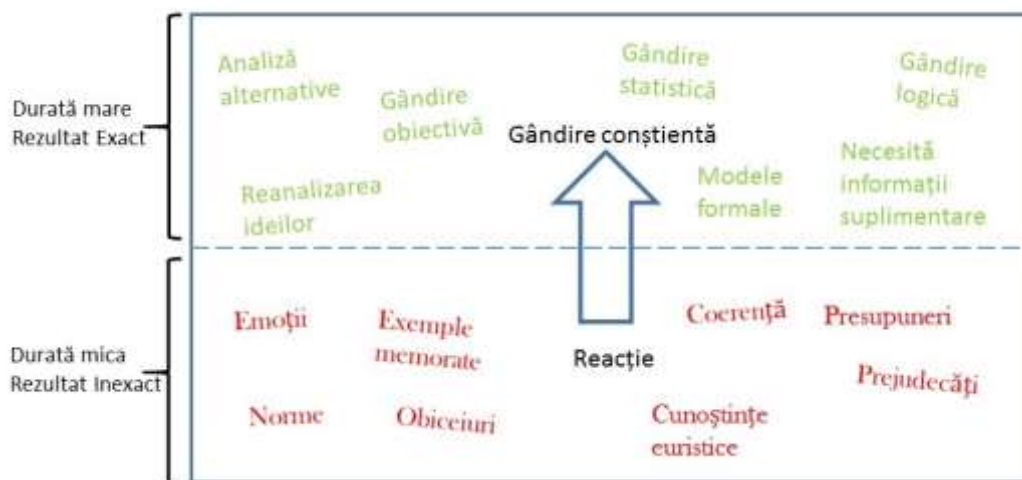 Analiză
alternative
Gândire
obiectivă
Gândire
statistică
Gândire
logică
Durată mare
Rezultat Exact
Gândire conștientă
Reanalizarea
ideilor
Modele
formale
Necesită
informații
suplimentare
Emoții
Exemple
memorate
Coerență
Presupuneri
Durată mica
Rezultat Inexact
Reacție
Prejudecăți
Norme
Obiceiuri
Cunoștințe
euristice